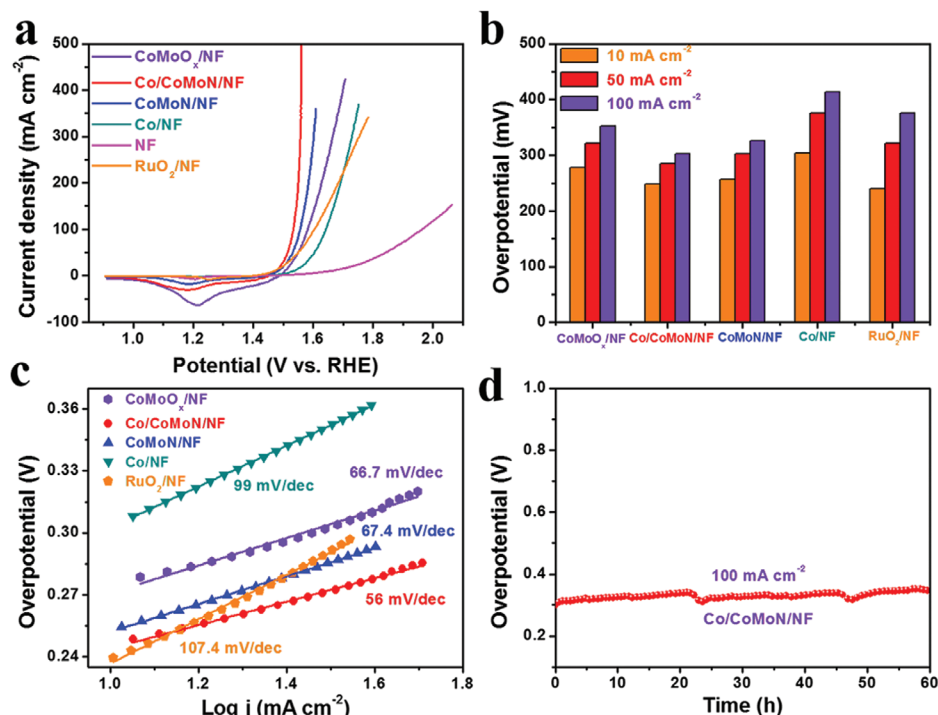 a
500
400
300
200
100
0
-100
Current density (mA cm⁻²)
CoMoOₓ/NF
Co/CoMoN/NF
CoMoN/NF
Co/NF
NF
RuO₂/NF
1.0 1.2 1.4 1.6 1.8 2.0
Potential (V vs. RHE)
b
500
400
300
200
100
0
Overpotential (mV)
10 mA cm⁻²
50 mA cm⁻²
100 mA cm⁻²
CoMoOₓ/NF Co/CoMoN/NF CoMoN/NF Co/NF RuO₂/NF
c
0.36
0.33
0.30
0.27
0.24
Overpotential (V)
CoMoOₓ/NF
Co/CoMoN/NF
CoMoN/NF
Co/NF
RuO₂/NF
99 mV/dec
66.7 mV/dec
67.4 mV/dec
56 mV/dec
107.4 mV/dec
1.0 1.2 1.4 1.6 1.8
Log j (mA cm⁻²)
d
1.0
0.8
0.6
0.4
0.2
Overpotential (V)
100 mA cm⁻²
Co/CoMoN/NF
0 10 20 30 40 50 60
Time (h)